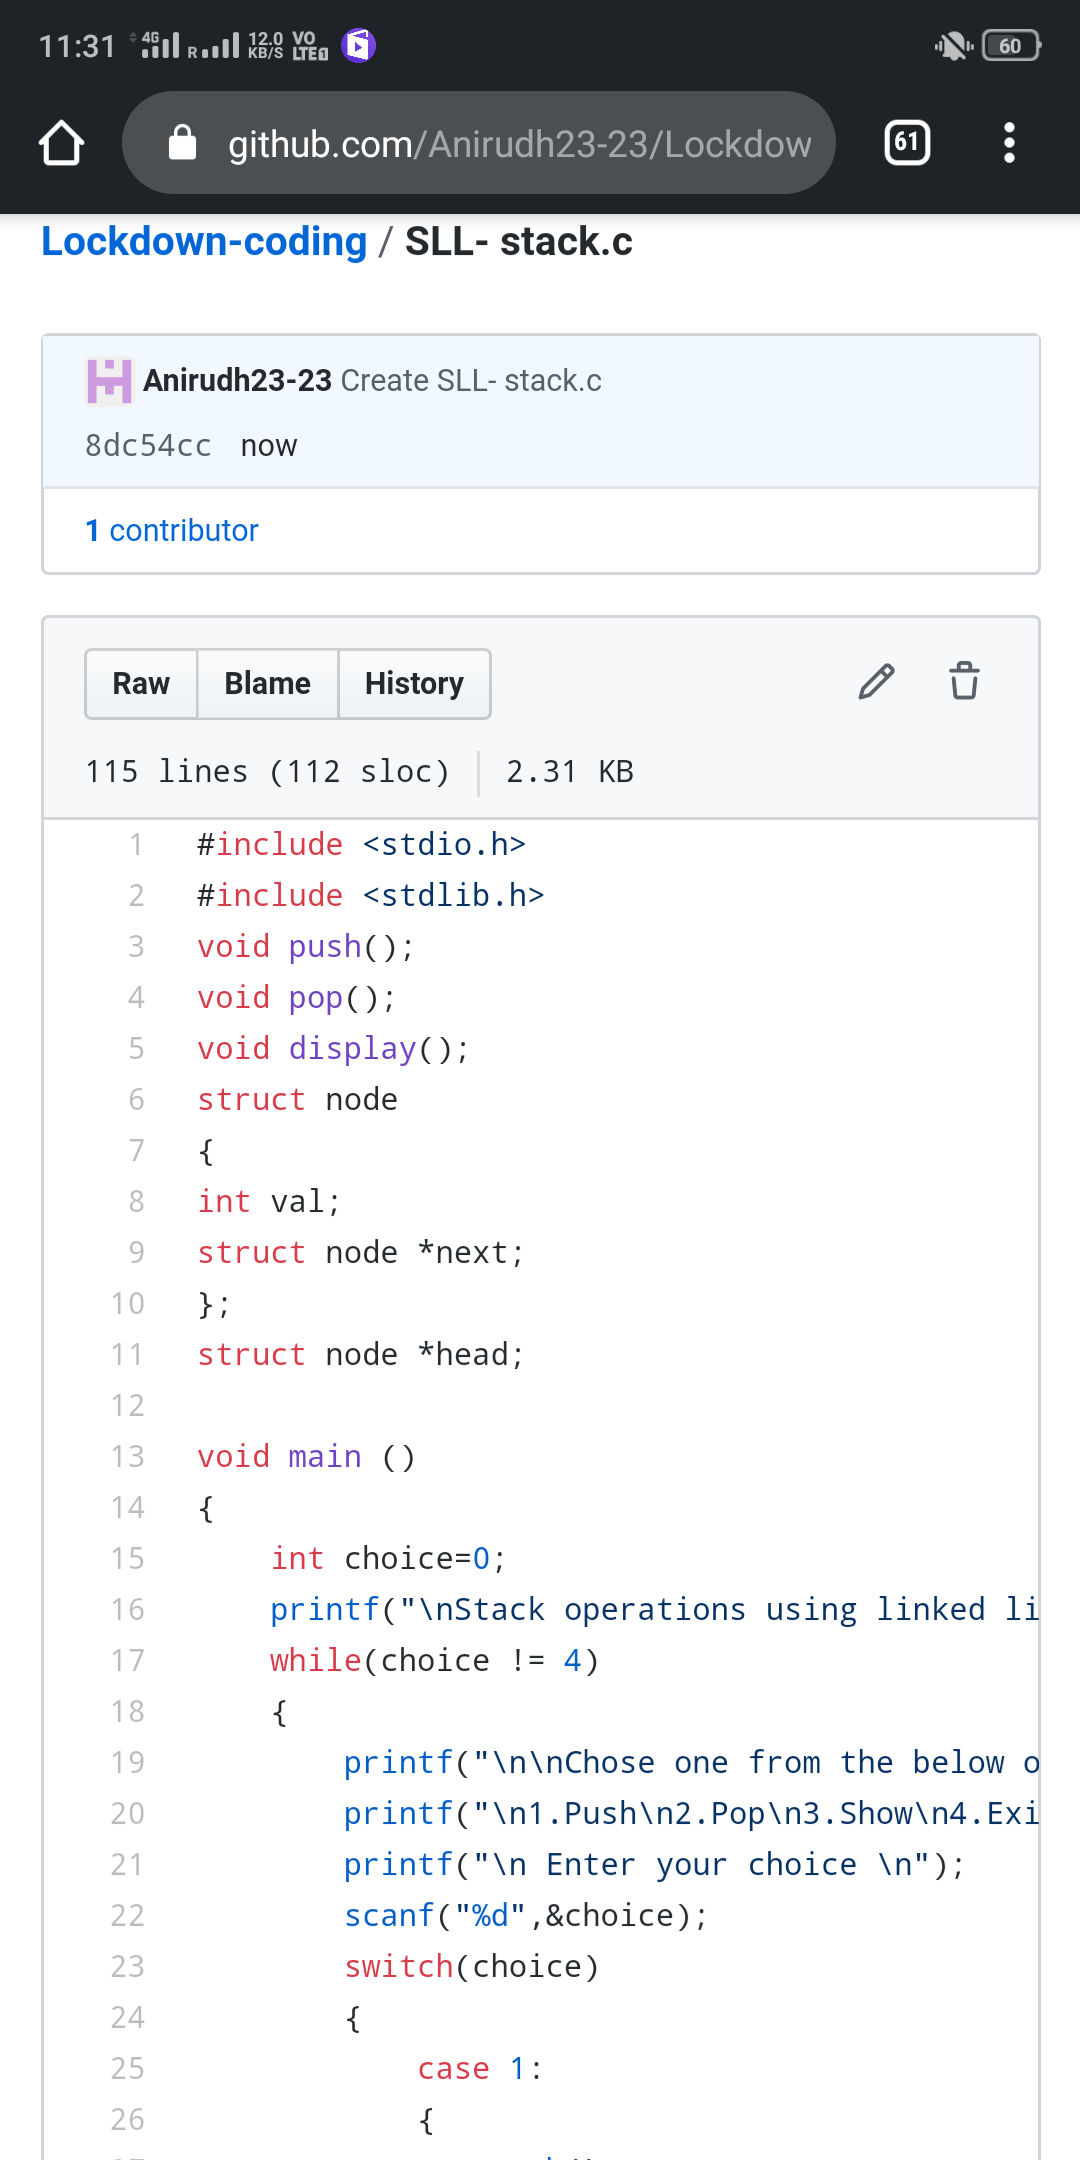 11:31 4G R 12.0 KB/S VO LTE1 60
github.com/Anirudh23-23/Lockdow 61
Lockdown-coding / SLL- stack.c
Anirudh23-23 Create SLL- stack.c
8dc54cc now
1 contributor
Raw Blame History
115 lines (112 sloc) 2.31 KB
1 #include <stdio.h>
2 #include <stdlib.h>
3 void push();
4 void pop();
5 void display();
6 struct node
7 {
8 int val;
9 struct node *next;
10 };
11 struct node *head;
12
13 void main ()
14 {
15 int choice=0;
16 printf("\nStack operations using linked li
17 while(choice != 4)
18 {
19 printf("\n\nChose one from the below o
20 printf("\n1.Push\n2.Pop\n3.Show\n4.Exi
21 printf("\n Enter your choice \n");
22 scanf("%d",&choice);
23 switch(choice)
24 {
25 case 1:
26 {